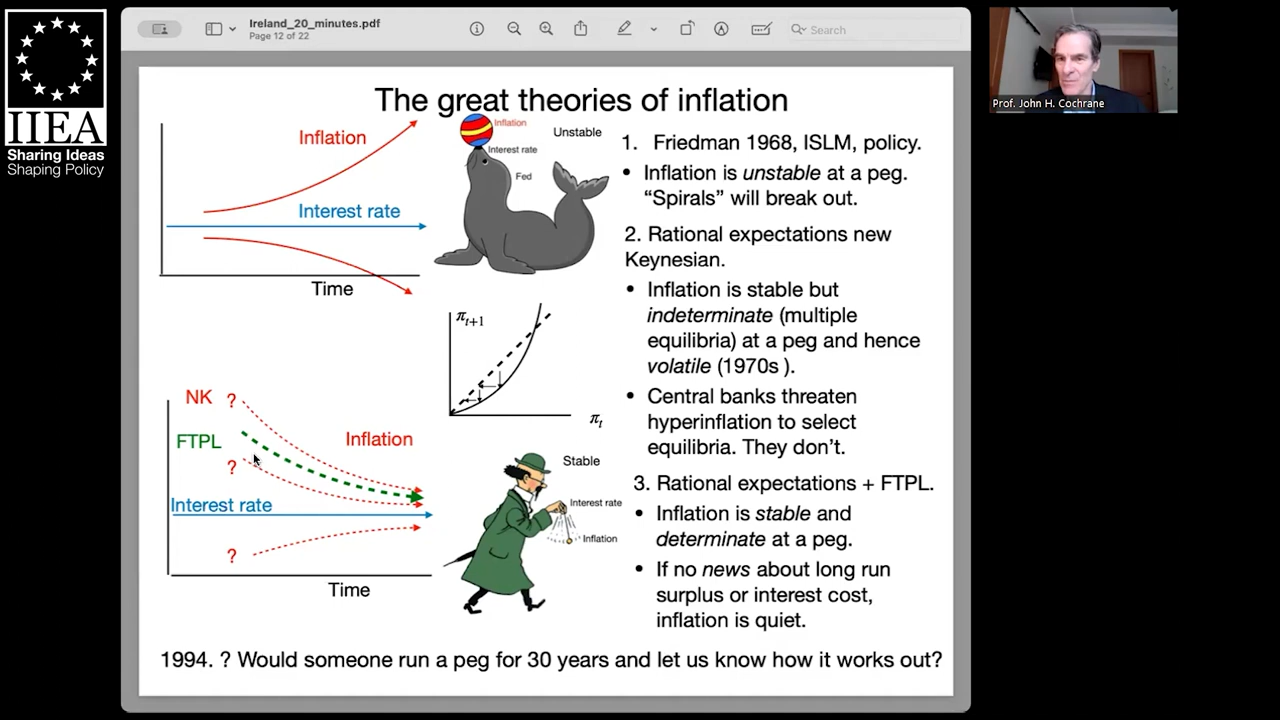 IIEA
Sharing Ideas
Shaping Policy
Ireland_20_minutes.pdf
Page 12 of 22
Search
Prof. John H. Cochrane
The great theories of inflation
Inflation
Interest rate
Time
Inflation
Interest rate
Fed
Unstable
1. Friedman 1968, ISLM, policy.
• Inflation is unstable at a peg.
“Spirals” will break out.
2. Rational expectations new
Keynesian.
• Inflation is stable but
indeterminate (multiple
equilibria) at a peg and hence
volatile (1970s ).
• Central banks threaten
hyperinflation to select
equilibria. They don’t.
3. Rational expectations + FTPL.
• Inflation is stable and
determinate at a peg.
• If no news about long run
surplus or interest cost,
inflation is quiet.
πt+1
πt
NK ?
FTPL
?
Inflation
Interest rate
?
Time
Stable
Interest rate
Inflation
1994. ? Would someone run a peg for 30 years and let us know how it works out?